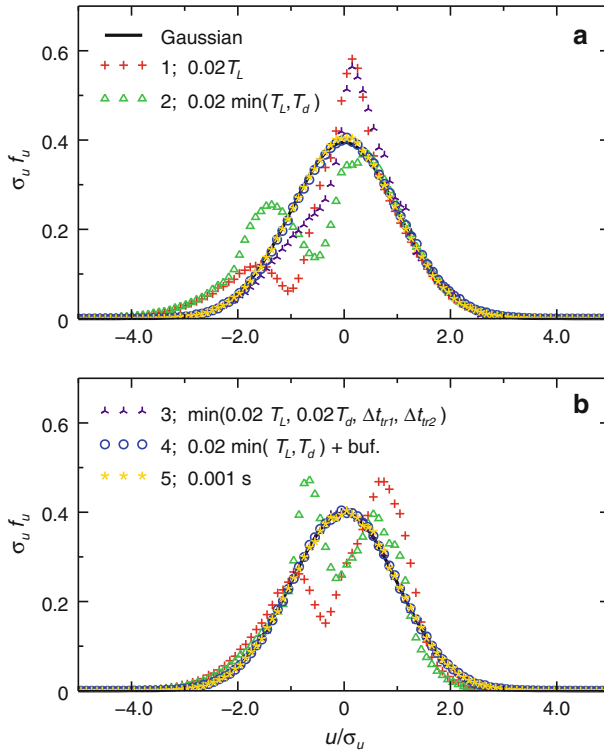 a
Gaussian
1; 0.02T_L
2; 0.02 min(T_L,T_d)
0.6
0.4
0.2
0
σ_u f_u
−4.0 −2.0 0 2.0 4.0
b
3; min(0.02 T_L, 0.02T_d, Δt_tr1, Δt_tr2)
4; 0.02 min( T_L,T_d) + buf.
5; 0.001 s
0.6
0.4
0.2
0
σ_u f_u
−4.0 −2.0 0 2.0 4.0
u/σ_u